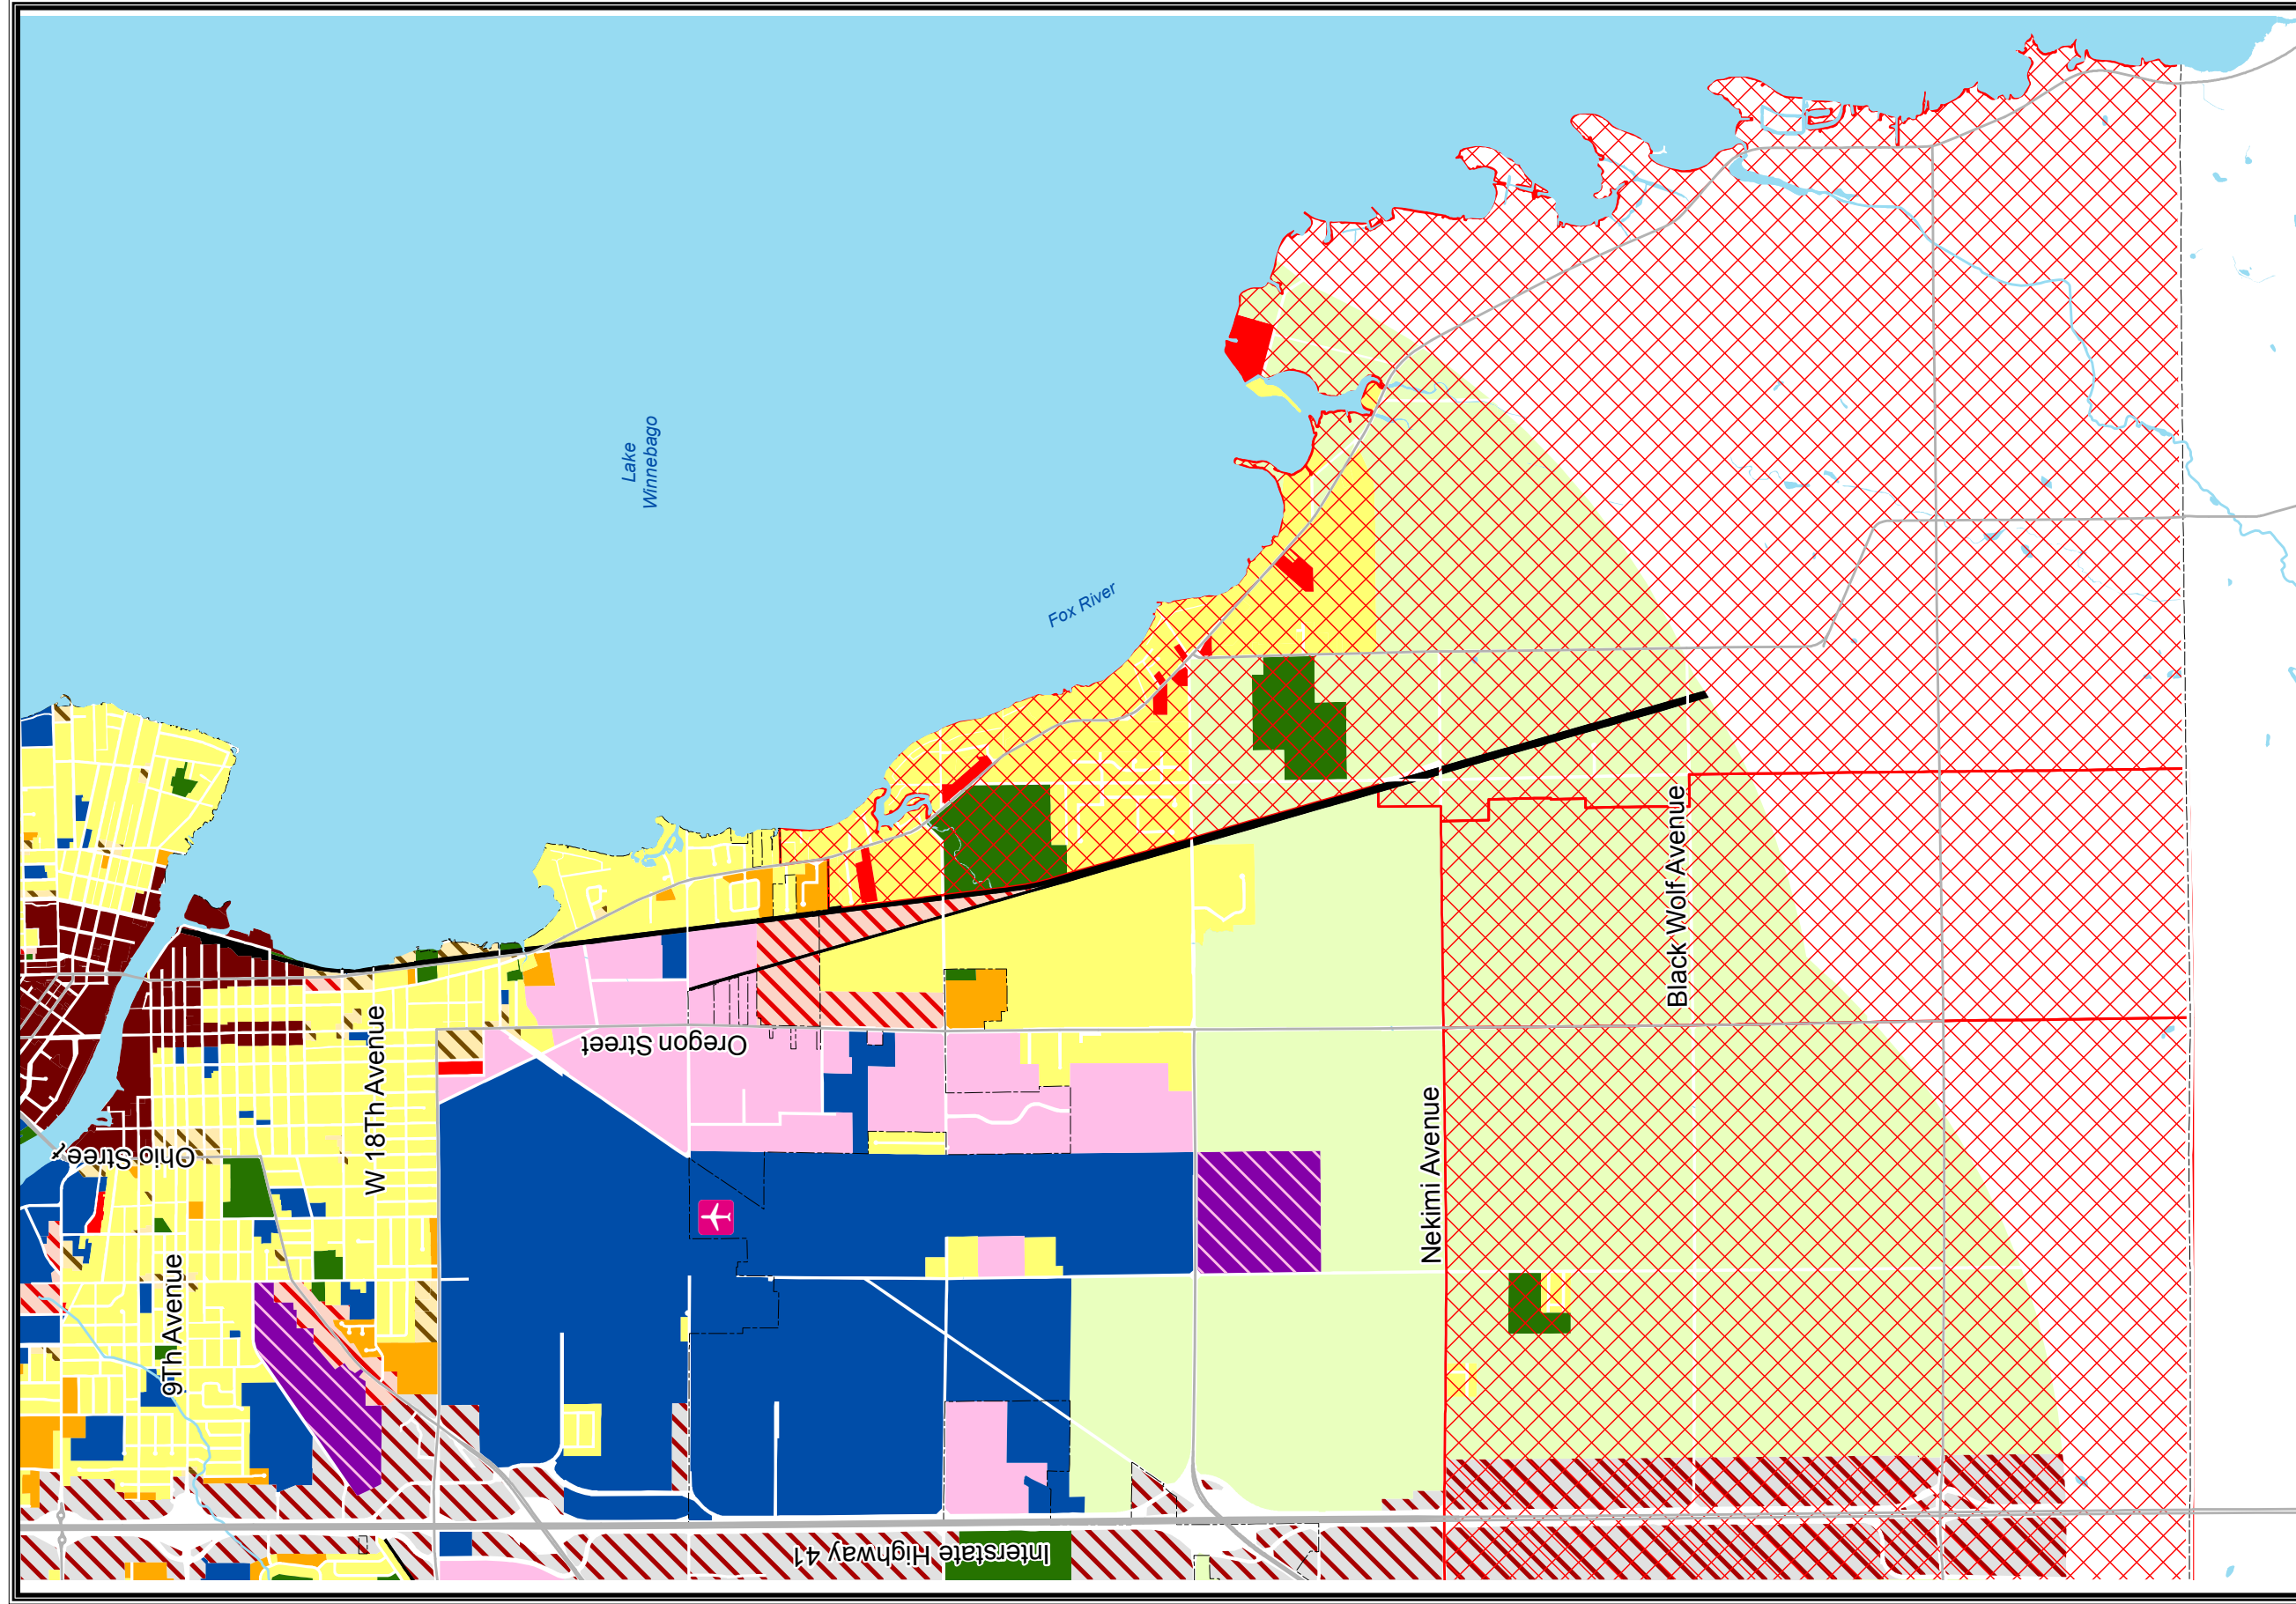 Lake
Winnebago
Fox River
Black Wolf Avenue
W 18Th Avenue
Oregon Street
Nekimi Avenue
Ohio Street
9Th Avenue
Interstate Highway 41